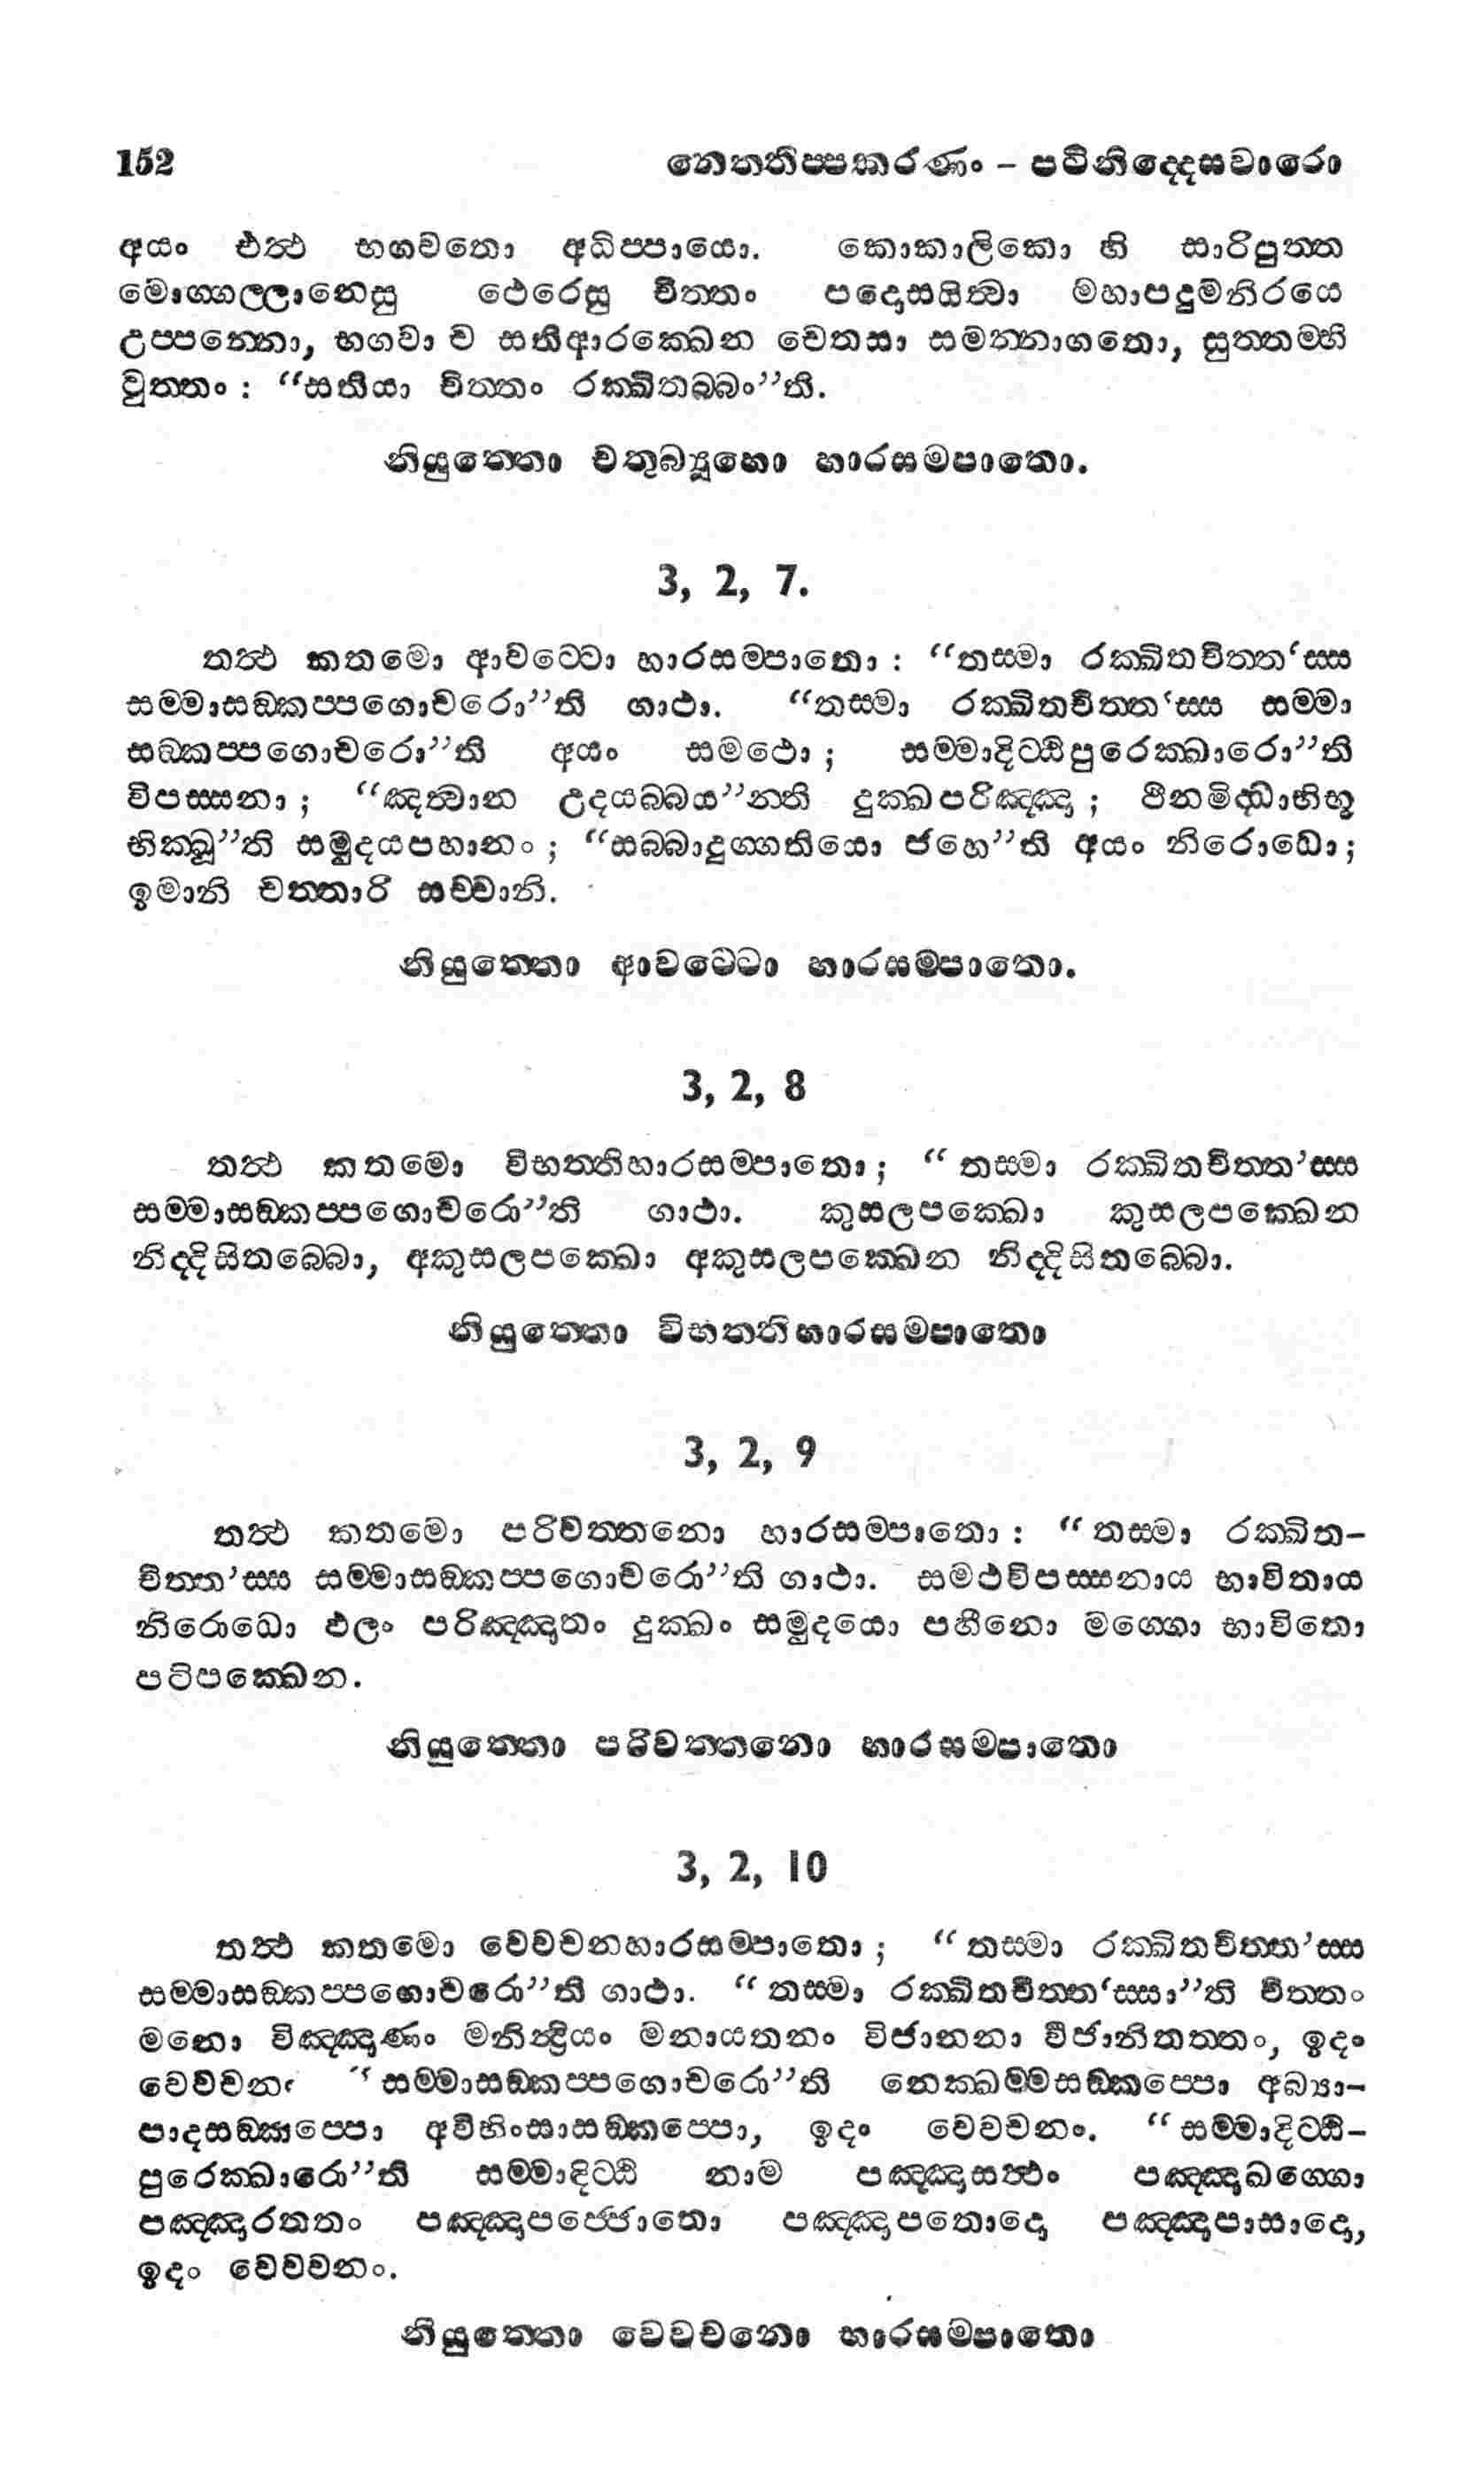 152 නෙත්තිප්පකරණං – පටිනිද්දෙසවාරො
අයං එත්ථ භගවතො අධිප්පායො. කොකාලිකො හි සාරිපුත්ත
මොග්ගල්ලානෙසු ථෙරෙසු චිත්තං පදොසයිත්වා මහාපදුමනිරයෙ
උප්පන්නො, භගවා ච සතිආරක්ඛෙන චෙතසා සමන්නාගතො, සුත්තම්හි
වුත්තං : “සතියා චිත්තං රක්ඛිතබ්බං”ති.
නියුත්තො චතුබ්යූහො හාරසම්පාතො.
3, 2, 7.
තත්ථ කතමො ආවට්ටො හාරසම්පාතො : “තස්මා රක්ඛිතචිත්ත‘ස්ස
සම්මාසඞ්කප්පගොචරො”ති ගාථා. “තස්මා රක්ඛිතචිත්ත‘ස්ස සම්මා
සඞ්කප්පගොචරො”ති අයං සමථො ; සම්මාදිට්ඨිපුරෙක්ඛාරො”ති
විපස්සනා ; “ඤත්වාන උදයබ්බය”න්ති දුක්ඛපරිඤ්ඤා ; ථීනමිද්ධාභිභූ
භික්ඛූ”ති සමුදයපහානං ; “සබ්බාදුග්ගතියො ජහෙ”ති අයං නිරොධො ;
ඉමානි චත්තාරි සච්චානි.
නියුත්තො ආවට්ටො හාරසම්පාතො.
3, 2, 8
තත්ථ කතමො විභත්තිහාරසම්පාතො ; “තස්මා රක්ඛිතචිත්ත’ස්ස
සම්මාසඞ්කප්පගොචරො”ති ගාථා. කුසලපක්ඛො කුසලපක්ඛෙන
නිද්දිසිතබ්බො, අකුසලපක්ඛො අකුසලපක්ඛෙන නිද්දිසිතබ්බො.
නියුත්තො විභත්තිහාරසම්පාතො
3, 2, 9
තත්ථ කතමො පරිවත්තනො හාරසම්පාතො : “තස්මා රක්ඛිත-
චිත්ත’ස්ස සම්මාසඞ්කප්පගොචරො”ති ගාථා. සමථවිපස්සනාය භාවිතාය
නිරොධො ඵලං පරිඤ්ඤාතං දුක්ඛං සමුදයො පහීනො මග්ගො භාවිතො
පටිපක්ඛෙන.
නියුත්තො පරිවත්තනො හාරසම්පාතො
3, 2, 10
තත්ථ කතමො වෙවචනහාරසම්පාතො ; “තස්මා රක්ඛිතචිත්ත’ස්ස
සම්මාසඞ්කප්පගොචරො”ති ගාථා. “තස්මා රක්ඛිතචිත්ත‘ස්සා”ති චිත්තං
මනො විඤ්ඤාණං මනින්ද්රියං මනායතනං විජානනා විජානිතත්තං, ඉදං
වෙවචනං “සම්මාසඞ්කප්පගොචරො”ති නෙක්ඛම්මසඞ්කප්පො අබ්යා-
පාදසඞ්කප්පො අවිහිංසාසඞ්කප්පො, ඉදං වෙවචනං. “සම්මාදිට්ඨි-
පුරෙක්ඛාරො”ති සම්මාදිට්ඨි නාම පඤ්ඤාසත්ථං පඤ්ඤාඛග්ගො
පඤ්ඤාරතනං පඤ්ඤාපජ්ජොතො පඤ්ඤාපතොදො පඤ්ඤාපාසාදො,
ඉදං වෙවචනං.
නියුත්තො වෙවචනො හාරසම්පාතො